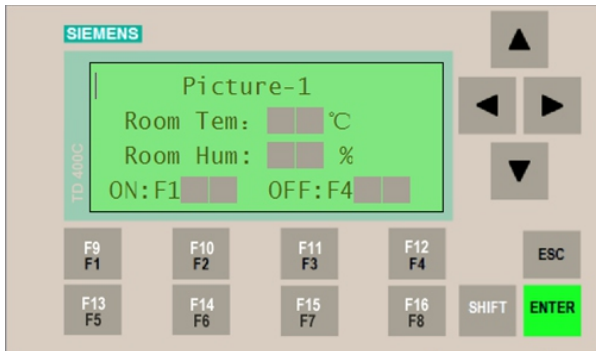 SIEMENS
TD 400C
Picture-1
Room Tem: ℃
Room Hum: %
ON:F1 OFF:F4
F9 F10 F11 F12
F1 F2 F3 F4 ESC
F13 F14 F15 F16
F5 F6 F7 F8 SHIFT ENTER